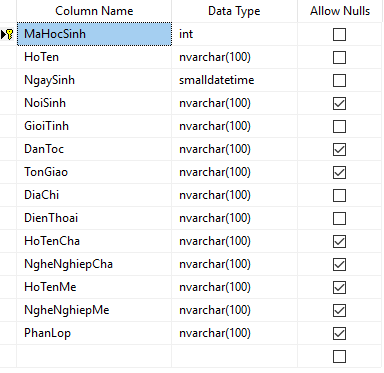 Column Name Data Type Allow Nulls
MaHocSinh int
HoTen nvarchar(100)
NgaySinh smalldatetime
NoiSinh nvarchar(100)
GioiTinh nvarchar(100)
DanToc nvarchar(100)
TonGiao nvarchar(100)
DiaChi nvarchar(100)
DienThoai nvarchar(100)
HoTenCha nvarchar(100)
NgheNghiepCha nvarchar(100)
HoTenMe nvarchar(100)
NgheNghiepMe nvarchar(100)
PhanLop nvarchar(100)